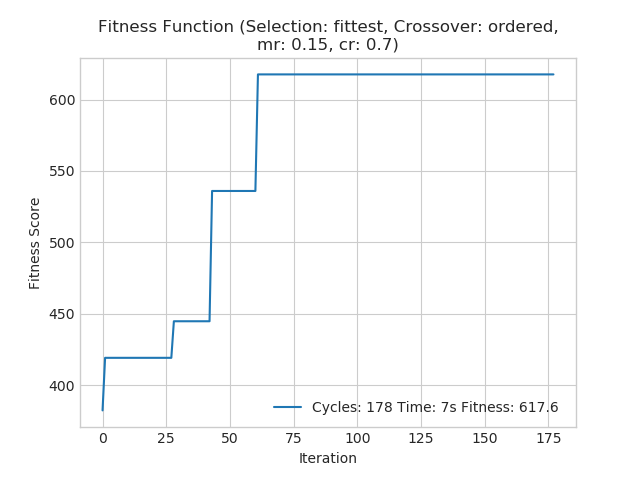 Fitness Function (Selection: fittest, Crossover: ordered,
mr: 0.15, cr: 0.7)
Fitness Score
600
550
500
450
400
Cycles: 178 Time: 7s Fitness: 617.6
0 25 50 75 100 125 150 175
Iteration